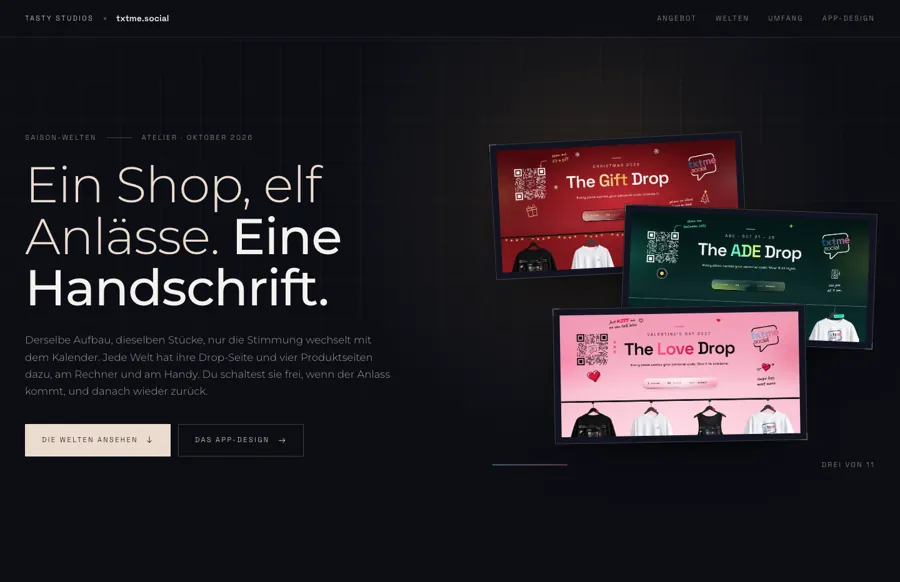 TASTY STUDIOS × txtme.social
ANGEBOT WELTEN UMFANG APP-DESIGN
SAISON-WELTEN ATELIER · OKTOBER 2026
Ein Shop, elf
Anlässe. Eine
Handschrift.
Derselbe Aufbau, dieselben Stücke, nur die Stimmung wechselt mit
dem Kalender. Jede Welt hat ihre Drop-Seite und vier Produktseiten
dazu, am Rechner und am Handy. Du schaltest sie frei, wenn der Anlass
kommt, und danach wieder zurück.
DIE WELTEN ANSEHEN ↓
DAS APP-DESIGN →
CHRISTMAS 2026
The Gift Drop
txtme
social
The ADE Drop
txtme
social
VALENTINE'S DAY 2027
The Love Drop
txtme
social
DREI VON 11